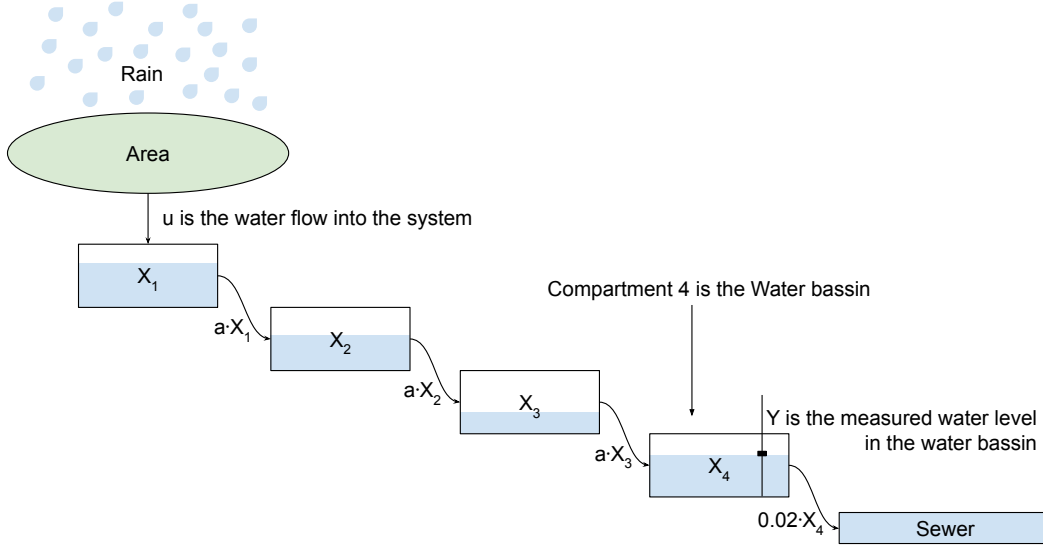 Rain
Area
u is the water flow into the system
X₁
Compartment 4 is the Water bassin
a·X₁
X₂
a·X₂
X₃
Y is the measured water level
in the water bassin
a·X₃
X₄
0.02·X₄
Sewer